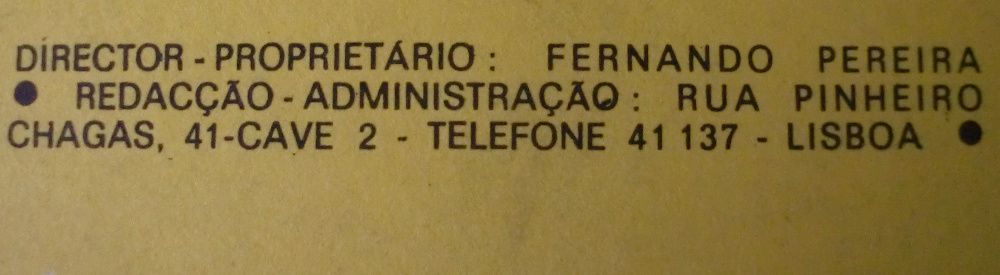 DIRECTOR - PROPRIETÁRIO : FERNANDO PEREIRA
● REDACÇÃO - ADMINISTRAÇÃO : RUA PINHEIRO
CHAGAS, 41-CAVE 2 - TELEFONE 41 137 - LISBOA ●